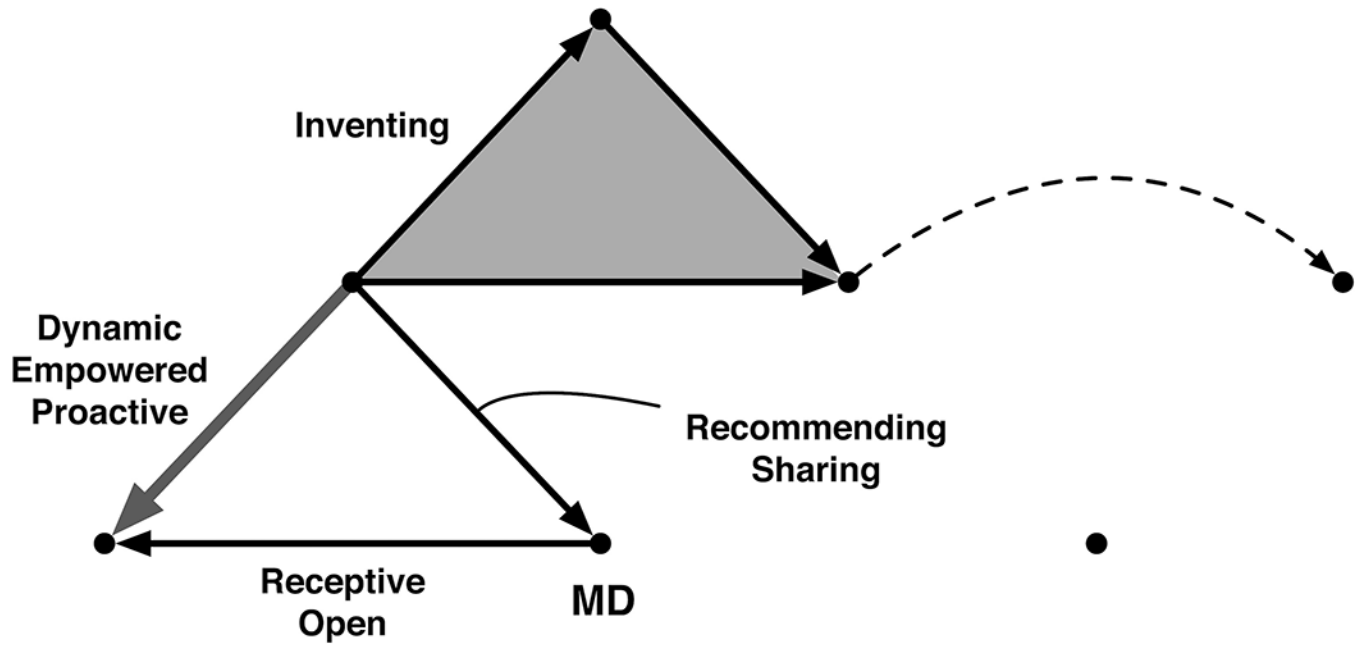 Inventing
Dynamic
Empowered
Proactive
Recommending
Sharing
Receptive
Open
MD